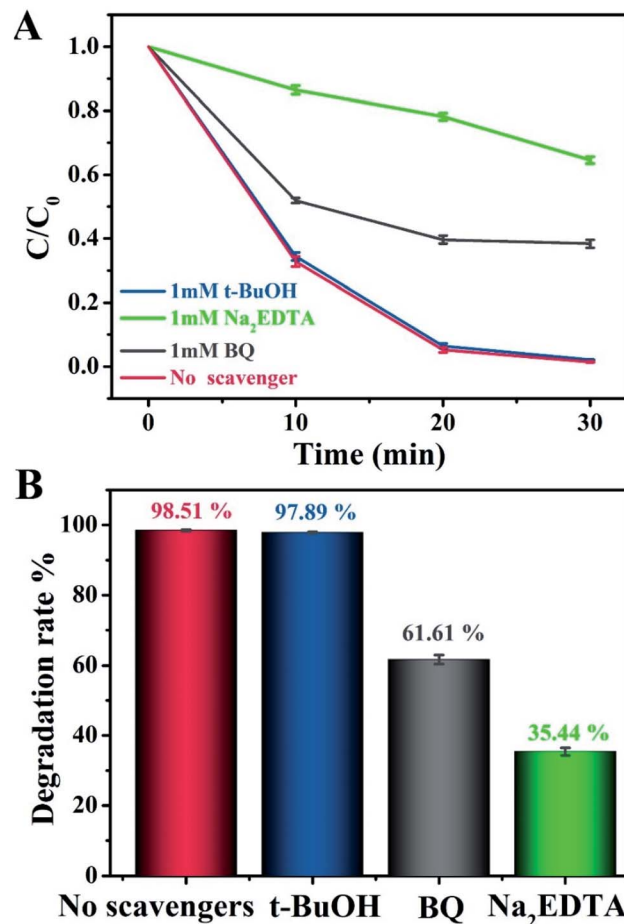 A
C/C₀
1.0
0.8
0.6
0.4
0.2
0.0
1mM t-BuOH
1mM Na₂EDTA
1mM BQ
No scavenger
0 10 20 30
Time (min)
B
Degradation rate %
100
80
60
40
20
0
98.51 %
97.89 %
61.61 %
35.44 %
No scavengers t-BuOH BQ Na₂EDTA